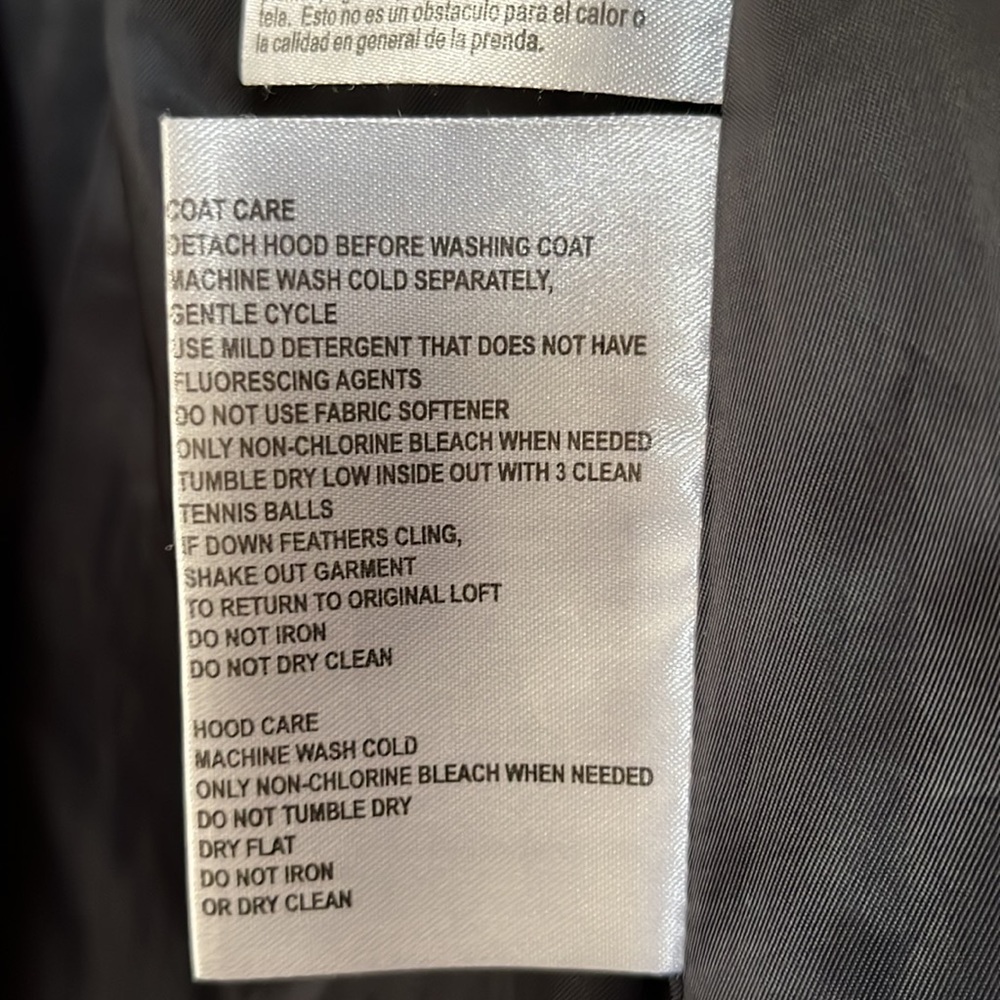 tela. Esto no es un obstaculo para el calor o
la calidad en general de la prenda.
COAT CARE
DETACH HOOD BEFORE WASHING COAT
MACHINE WASH COLD SEPARATELY,
GENTLE CYCLE
USE MILD DETERGENT THAT DOES NOT HAVE
FLUORESCING AGENTS
DO NOT USE FABRIC SOFTENER
ONLY NON-CHLORINE BLEACH WHEN NEEDED
TUMBLE DRY LOW INSIDE OUT WITH 3 CLEAN
TENNIS BALLS
IF DOWN FEATHERS CLING,
SHAKE OUT GARMENT
TO RETURN TO ORIGINAL LOFT
DO NOT IRON
DO NOT DRY CLEAN
HOOD CARE
MACHINE WASH COLD
ONLY NON-CHLORINE BLEACH WHEN NEEDED
DO NOT TUMBLE DRY
DRY FLAT
DO NOT IRON
OR DRY CLEAN